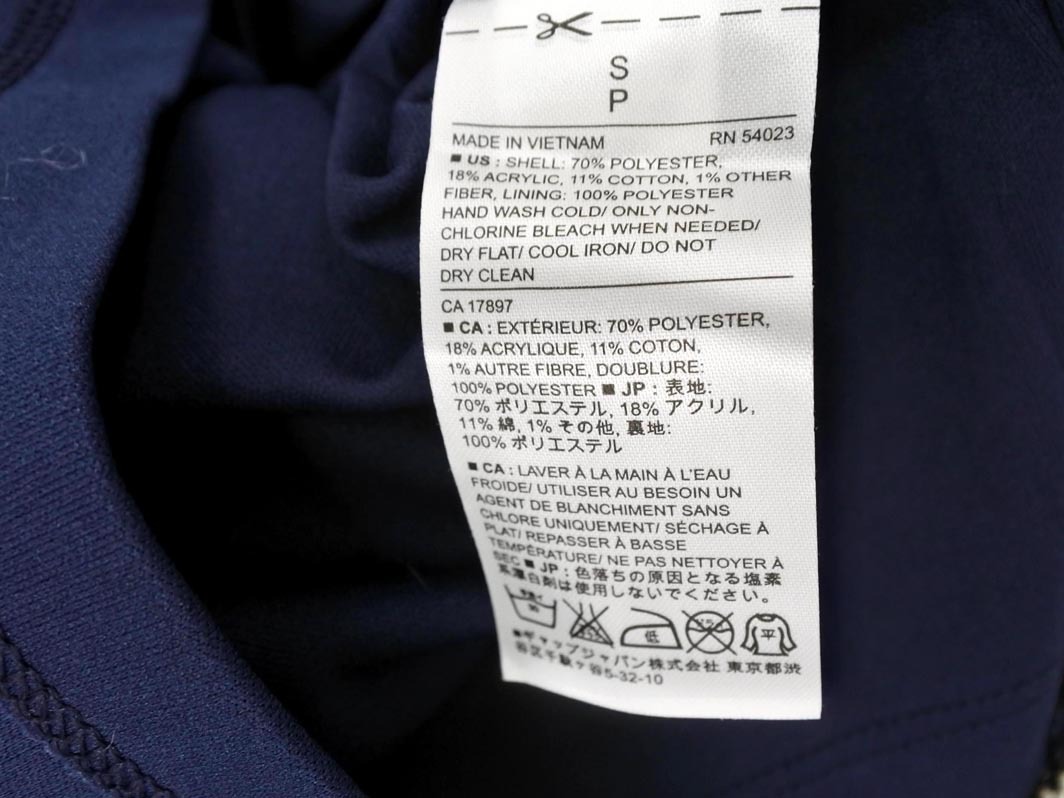 S
P
MADE IN VIETNAM RN 54023
■ US : SHELL: 70% POLYESTER,
18% ACRYLIC, 11% COTTON, 1% OTHER
FIBER, LINING: 100% POLYESTER
HAND WASH COLD/ ONLY NON-
CHLORINE BLEACH WHEN NEEDED/
DRY FLAT/ COOL IRON/ DO NOT
DRY CLEAN
CA 17897
■ CA : EXTÉRIEUR: 70% POLYESTER,
18% ACRYLIQUE, 11% COTON,
1% AUTRE FIBRE, DOUBLURE:
100% POLYESTER ■ JP : 表地:
70% ポリエステル, 18% アクリル,
11% 綿, 1% その他, 裏地:
100% ポリエステル
■ CA : LAVER À LA MAIN À L'EAU
FROIDE/ UTILISER AU BESOIN UN
AGENT DE BLANCHIMENT SANS
CHLORE UNIQUEMENT/ SÉCHAGE À
PLAT/ REPASSER À BASSE
TEMPÉRATURE/ NE PAS NETTOYER À
SEC ■ JP : 色落ちの原因となる塩素
系漂白剤は使用しないでください。
低 平
■ ギャップジャパン株式会社 東京都渋
谷区千駄ヶ谷5-32-10